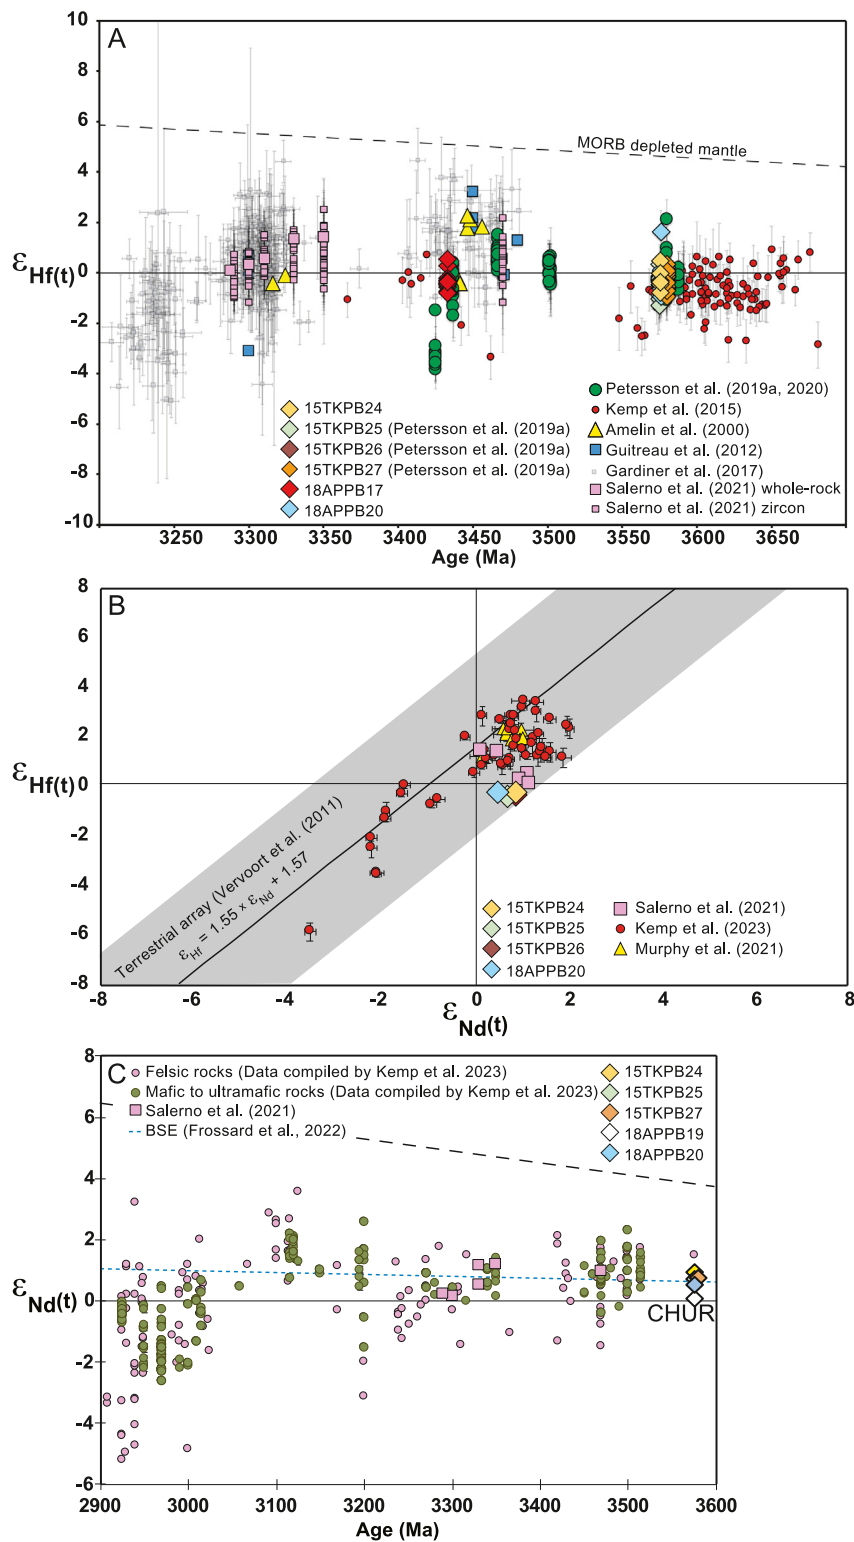 A
10
8
6
4
2
0
-2
-4
-6
-8
-10
εHf(t)
MORB depleted mantle
15TKPB24
15TKPB25 (Petersson et al. (2019a)
15TKPB26 (Petersson et al. (2019a)
15TKPB27 (Petersson et al. (2019a)
18APPB17
18APPB20
Petersson et al. (2019a, 2020)
Kemp et al. (2015)
Amelin et al. (2000)
Guitreau et al. (2012)
Gardiner et al. (2017)
Salerno et al. (2021) whole-rock
Salerno et al. (2021) zircon
3250 3300 3350 3400 3450 3500 3550 3600 3650
Age (Ma)
B
8
6
4
2
0
-2
-4
-6
-8
εHf(t)
Terrestrial array (Vervoort et al. (2011)
εHf = 1.55 × εNd + 1.57
15TKPB24
15TKPB25
15TKPB26
18APPB20
Salerno et al. (2021)
Kemp et al. (2023)
Murphy et al. (2021)
-8 -6 -4 -2 0 2 4 6 8
εNd(t)
C
8
6
4
2
0
-2
-4
-6
εNd(t)
Felsic rocks (Data compiled by Kemp et al. 2023)
Mafic to ultramafic rocks (Data compiled by Kemp et al. 2023)
Salerno et al. (2021)
BSE (Frossard et al., 2022)
15TKPB24
15TKPB25
15TKPB27
18APPB19
18APPB20
CHUR
2900 3000 3100 3200 3300 3400 3500 3600
Age (Ma)